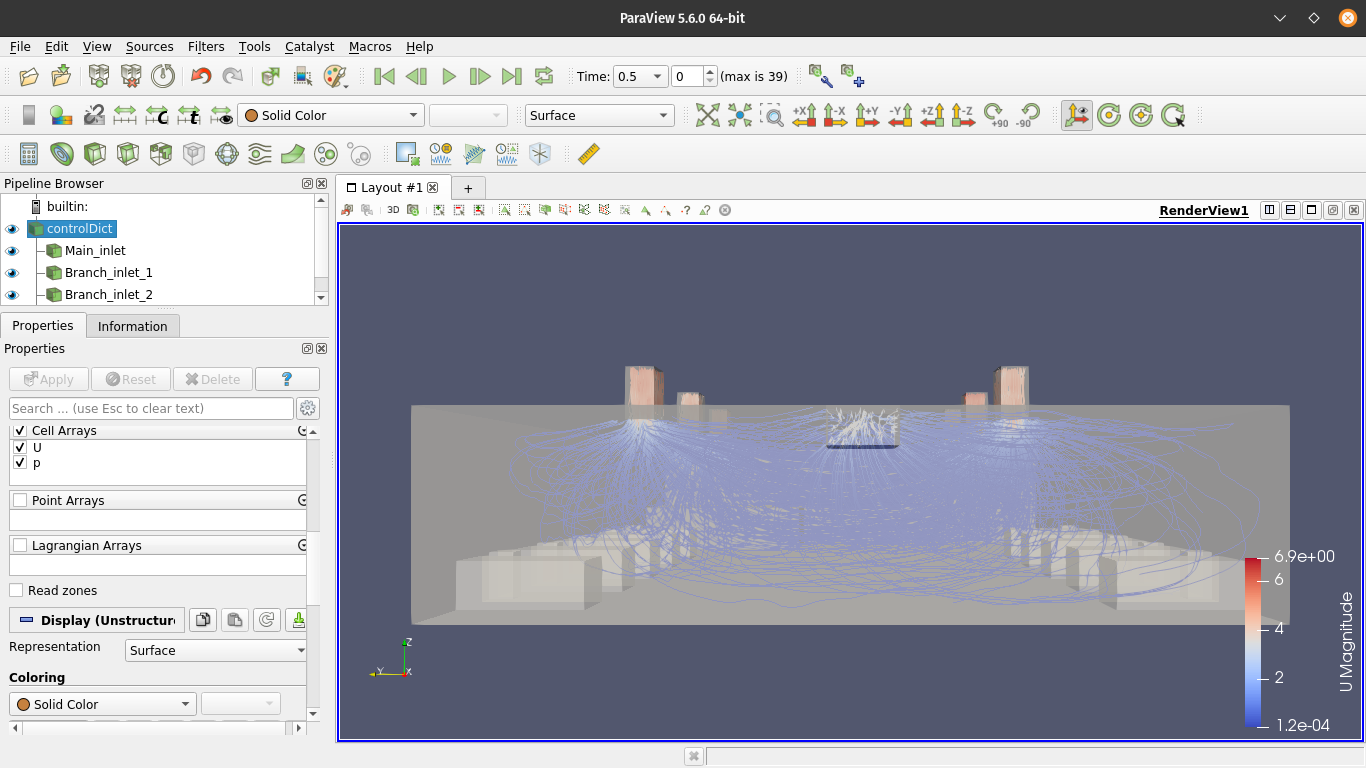 ParaView 5.6.0 64-bit
File Edit View Sources Filters Tools Catalyst Macros Help
Time: 0.5 0 (max is 39)
Solid Color Surface +X -X +Y -Y +Z -Z +90 -90
Pipeline Browser
builtin:
controlDict
Main_inlet
Branch_inlet_1
Branch_inlet_2
Properties Information
Properties
Apply Reset Delete ?
Search ... (use Esc to clear text)
Cell Arrays
U
p
Point Arrays
Lagrangian Arrays
Read zones
Display (Unstructur
Representation Surface
Coloring
Solid Color
Layout #1 +
3D RenderView1
6.9e+00
6
4
2
1.2e-04
U Magnitude
Z
Y X